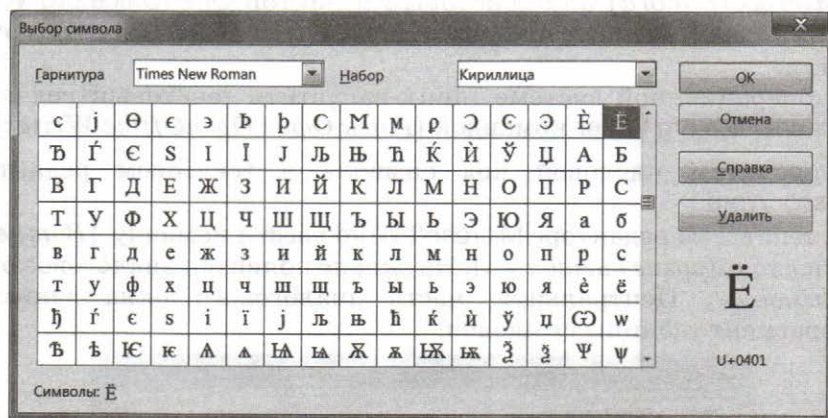 Выбор символа
Гарнитура Times New Roman Набор Кириллица OK
c j Ө є э Þ þ C M м ϼ Ͻ Є Э Ѐ Ё Отмена
Ђ Ѓ Є Ѕ І Ї Ј Љ Њ Ћ Ќ Ѝ Ў Џ А Б
В Г Д Е Ж З И Й К Л М Н О П Р С Справка
Т У Ф Х Ц Ч Ш Щ Ъ Ы Ь Э Ю Я а б Удалить
в г д е ж з и й к л м н о п р с
т у ф х ц ч ш щ ъ ы ь э ю я ѐ ё Ё
ђ ѓ є ѕ і ї ј љ њ ћ ќ ѝ ў џ Ѡ ѡ
Ѣ ѣ Ѥ ѥ Ѧ ѧ Ѩ ѩ Ѫ ѫ Ѭ ѭ Ѯ ѯ Ѱ ѱ U+0401
Символы: Ё